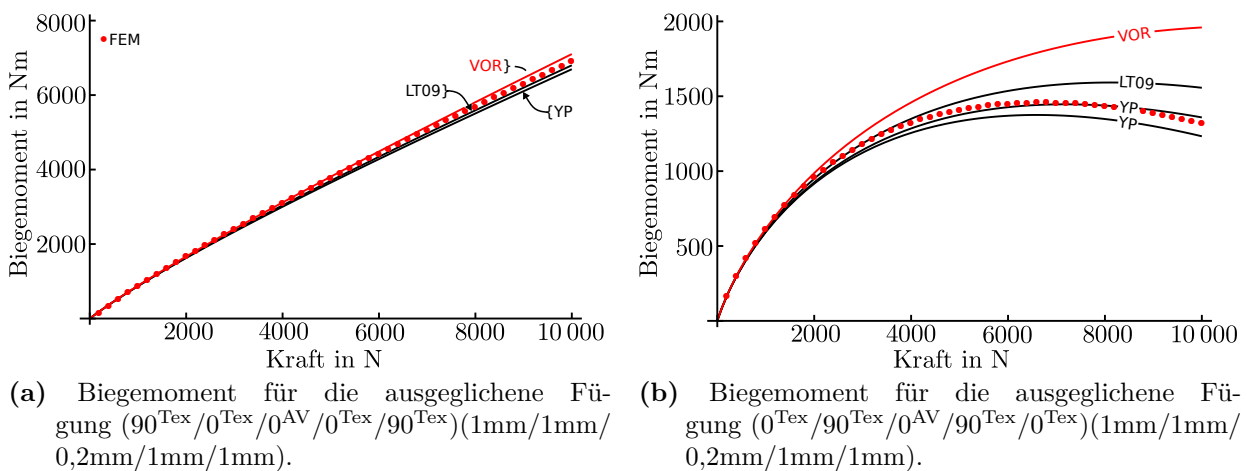 8000
6000
4000
2000
Biegemoment in Nm
FEM
VOR}
LT09}
{YP
2000
4000
6000
8000
10 000
Kraft in N
(a) Biegemoment für die ausgeglichene Fü-
gung (90^Tex/0^Tex/0^AV/0^Tex/90^Tex)(1mm/1mm/
0,2mm/1mm/1mm).
2000
1500
1000
500
Biegemoment in Nm
VOR
LT09
YP
YP
2000
4000
6000
8000
10 000
Kraft in N
(b) Biegemoment für die ausgeglichene Fü-
gung (0^Tex/90^Tex/0^AV/90^Tex/0^Tex)(1mm/1mm/
0,2mm/1mm/1mm).